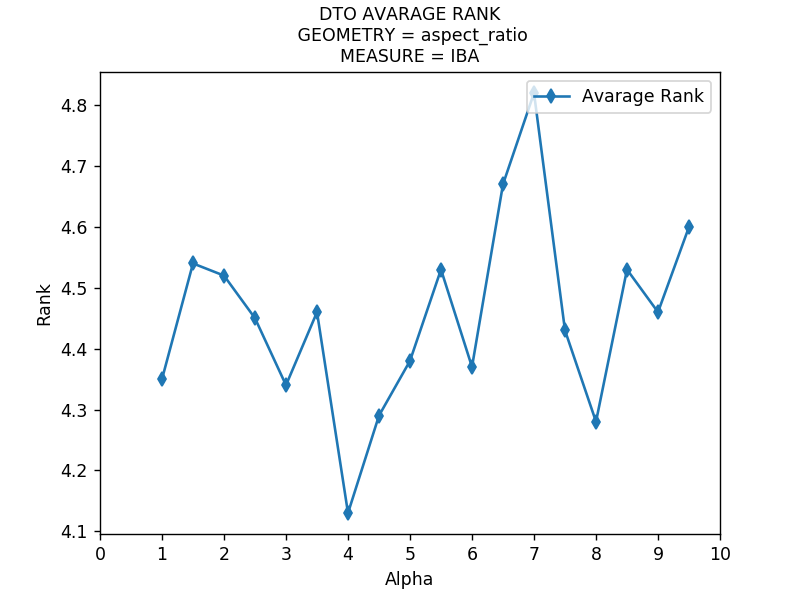 DTO AVARAGE RANK
GEOMETRY = aspect_ratio
MEASURE = IBA
Avarage Rank
4.8
4.7
4.6
4.5
4.4
4.3
4.2
4.1
Rank
0 1 2 3 4 5 6 7 8 9 10
Alpha